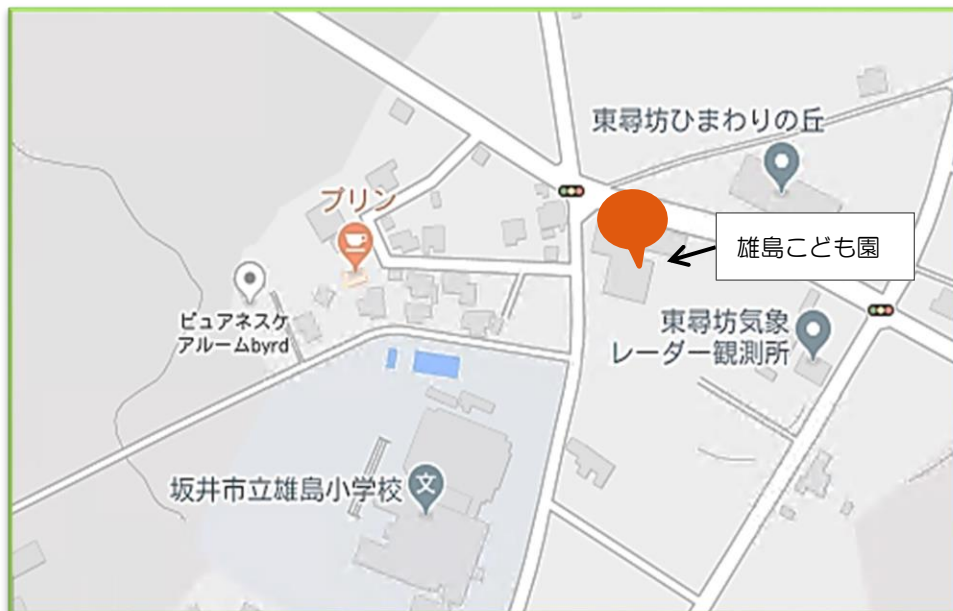 東尋坊ひまわりの丘
プリン
雄島こども園
ピュアネスケ
アルームbyrd
東尋坊気象
レーダー観測所
坂井市立雄島小学校
文